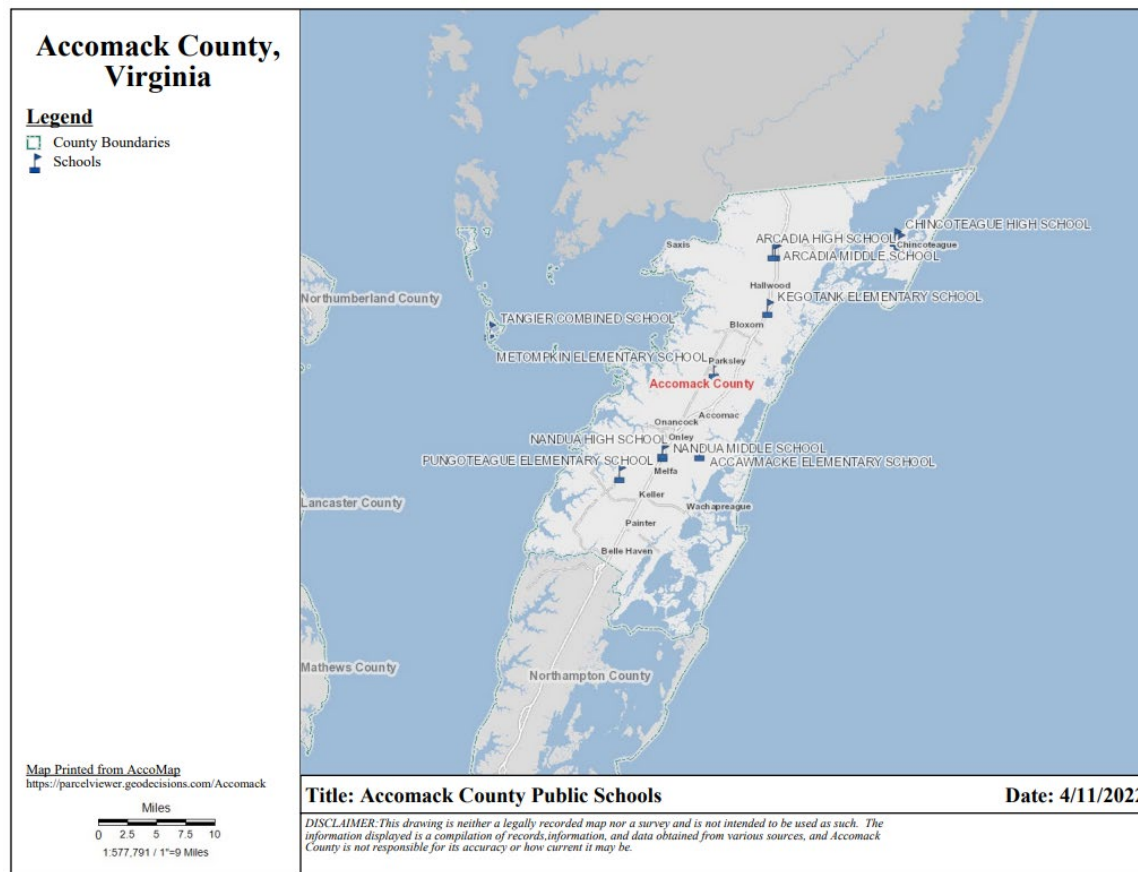 Accomack County,
Virginia
Legend
County Boundaries
Schools
CHINCOTEAGUE HIGH SCHOOL
ARCADIA HIGH SCHOOL
Chincoteague
Saxis
ARCADIA MIDDLE SCHOOL
Hallwood
Northumberland County
KEGOTANK ELEMENTARY SCHOOL
TANGIER COMBINED SCHOOL
Bloxom
METOMPKIN ELEMENTARY SCHOOL
Parksley
Accomack County
Accomac
Onancock
Onley
NANDUA HIGH SCHOOL
NANDUA MIDDLE SCHOOL
PUNGOTEAGUE ELEMENTARY SCHOOL
ACCAWMACKE ELEMENTARY SCHOOL
Melfa
Keller
Lancaster County
Wachapreague
Painter
Belle Haven
Mathews County
Northampton County
Map Printed from AccoMap
https://parcelviewer.geodecisions.com/Accomack
Miles
0 2.5 5 7.5 10
1:577,791 / 1"=9 Miles
Title: Accomack County Public Schools
Date: 4/11/2022
DISCLAIMER:This drawing is neither a legally recorded map nor a survey and is not intended to be used as such. The
information displayed is a compilation of records,information, and data obtained from various sources, and Accomack
County is not responsible for its accuracy or how current it may be.